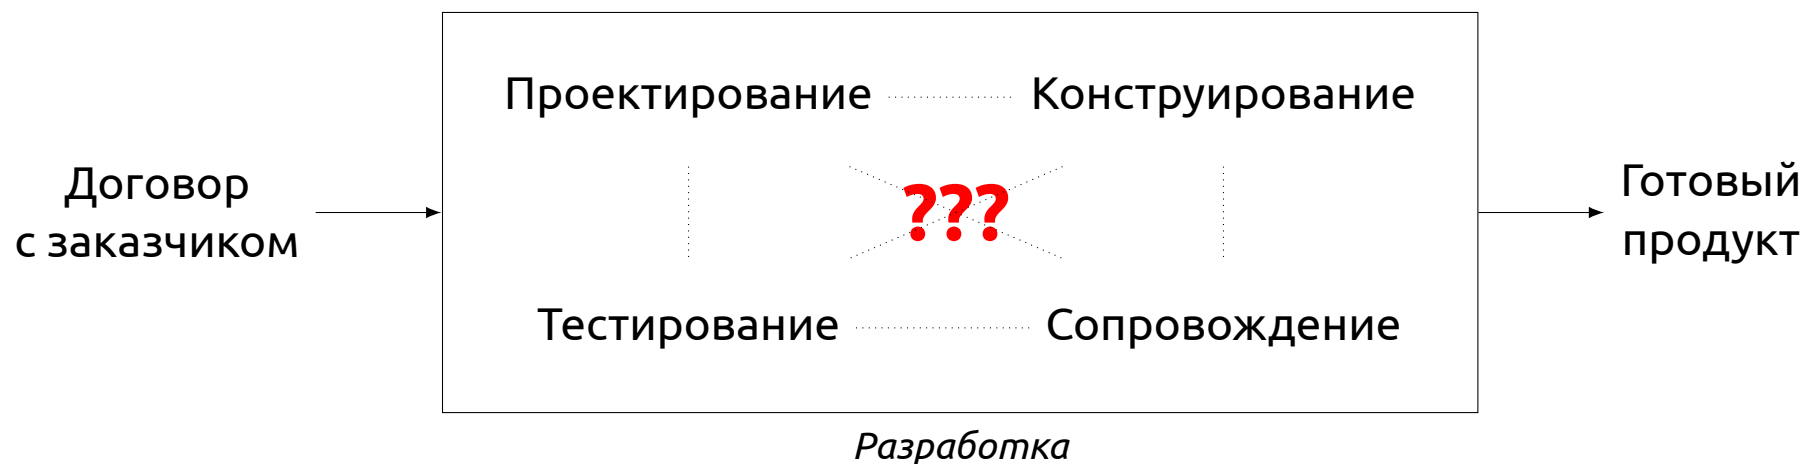 Проектирование
Конструирование
Договор
с заказчиком
???
Готовый
продукт
Тестирование
Сопровождение
Разработка